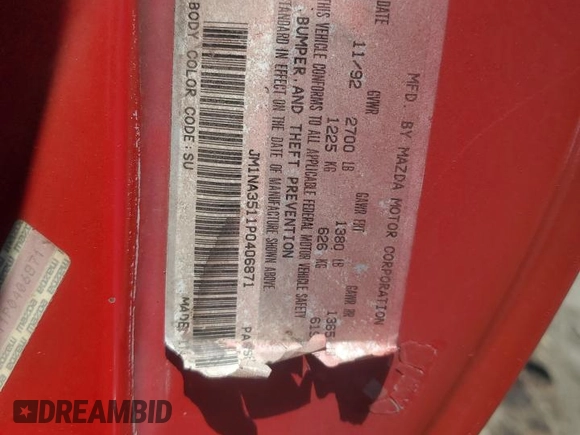 MFD. BY MAZDA MOTOR CORPORATION
DATE GVWR GAWR FRT GAWR RR
11/92 2700 LB 1380 LB 1365
1225 KG 626 KG
THIS VEHICLE CONFORMS TO ALL APPLICABLE FEDERAL MOTOR VEHICLE SAFETY
BUMPER, AND THEFT PREVENTION
STANDARD IN EFFECT ON THE DATE OF MANUFACTURE SHOWN ABOVE
JM1NA3511P0406871
BODY COLOR CODE:SU
MADE
DREAMBID